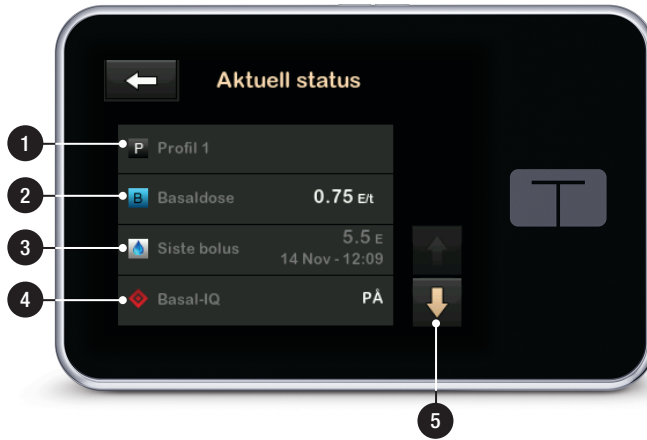 Aktuell status
1
P Profil 1
2
B Basaldose 0.75 E/t
3
Siste bolus 5.5 E
14 Nov - 12:09
4
Basal-IQ PÅ
5